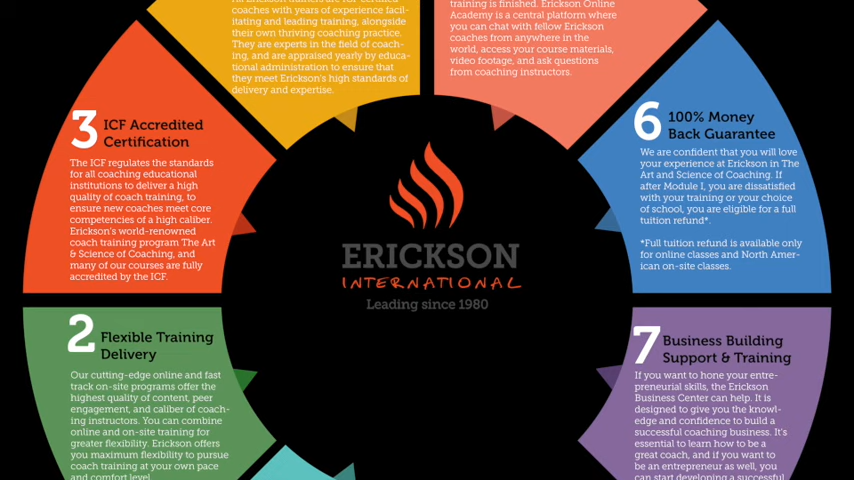 coaches with years of experience facil-
itating and leading training, alongside
their own thriving coaching practice.
They are experts in the field of coach-
ing, and are appraised yearly by educa-
tional administration to ensure that
they meet Erickson's high standards of
delivery and expertise.
training is finished. Erickson Online
Academy is a central platform where
you can chat with fellow Erickson
coaches from anywhere in the
world, access your course materials,
video footage, and ask questions
from coaching instructors.
3 ICF Accredited
Certification
The ICF regulates the standards
for all coaching educational
institutions to deliver a high
quality of coach training, to
ensure new coaches meet core
competencies of a high caliber.
Erickson's world-renowned
coach training program The Art
& Science of Coaching, and
many of our courses are fully
accredited by the ICF.
6 100% Money
Back Guarantee
We are confident that you will love
your experience at Erickson in The
Art and Science of Coaching. If
after Module I, you are dissatisfied
with your training or your choice
of school, you are eligible for a full
tuition refund*.
*Full tuition refund is available only
for online classes and North Amer-
ican on-site classes.
ERICKSON
INTERNATIONAL
Leading since 1980
2 Flexible Training
Delivery
Our cutting-edge online and fast
track on-site programs offer the
highest quality of content, peer
engagement, and caliber of coach-
ing instructors. You can combine
online and on-site training for
greater flexibility. Erickson offers
you maximum flexibility to pursue
coach training at your own pace
and comfort level.
7 Business Building
Support & Training
If you want to hone your entre-
preneurial skills, the Erickson
Business Center can help. It is
designed to give you the knowl-
edge and confidence to build a
successful coaching business. It's
essential to learn how to be a
great coach, and if you want to
be an entrepreneur as well, you
can start developing a successful